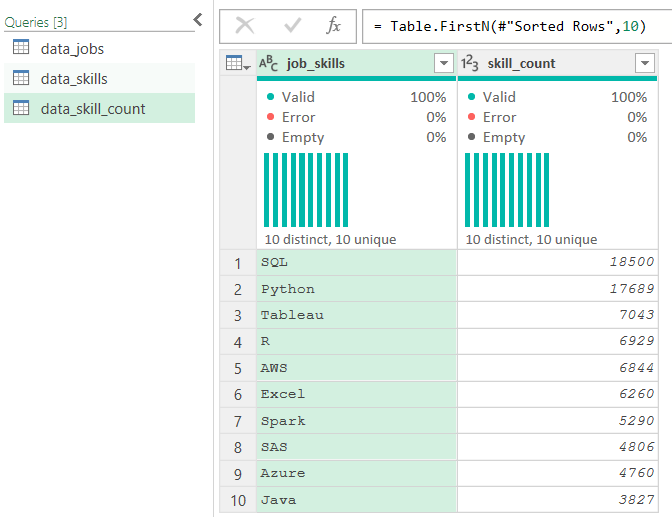 Queries [3]
data_jobs
data_skills
data_skill_count
fx = Table.FirstN(#"Sorted Rows",10)
ABC job_skills 123 skill_count
Valid 100% Valid 100%
Error 0% Error 0%
Empty 0% Empty 0%
10 distinct, 10 unique 10 distinct, 10 unique
1 SQL 18500
2 Python 17689
3 Tableau 7043
4 R 6929
5 AWS 6844
6 Excel 6260
7 Spark 5290
8 SAS 4806
9 Azure 4760
10 Java 3827